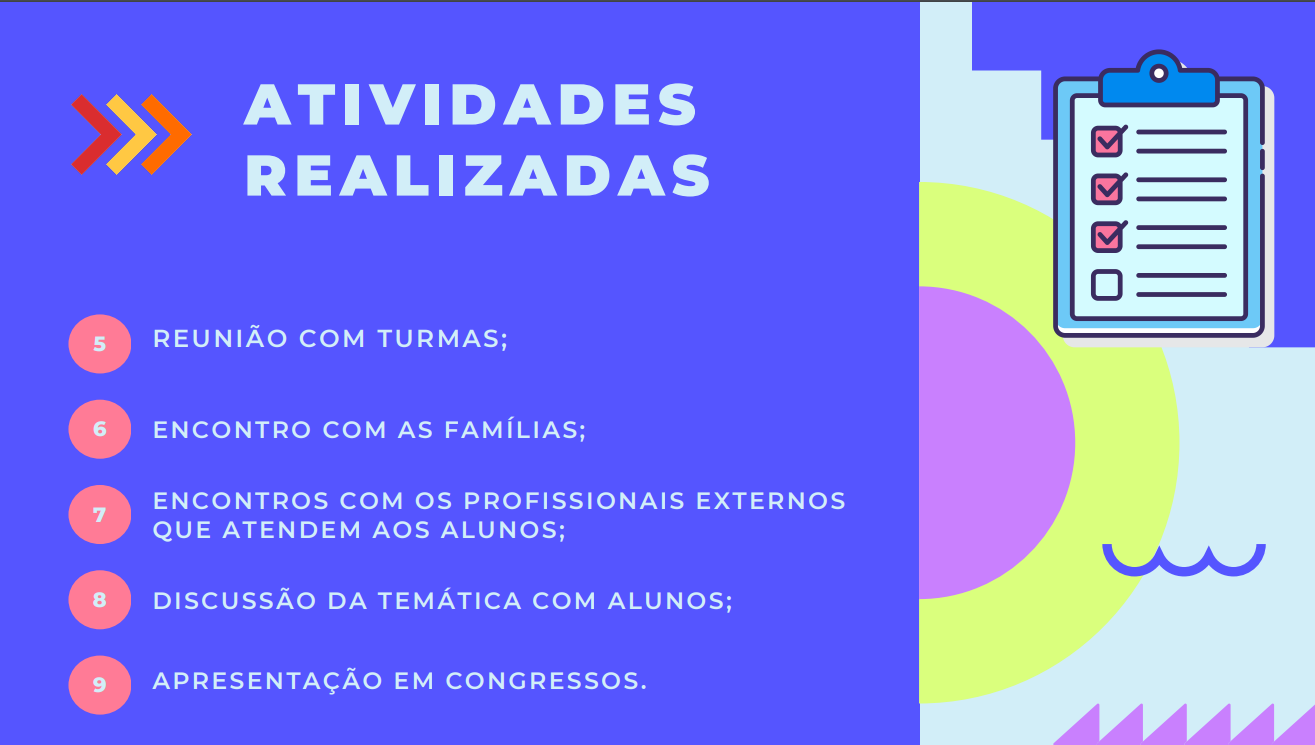 ATIVIDADES
REALIZADAS
5 REUNIÃO COM TURMAS;
6 ENCONTRO COM AS FAMÍLIAS;
7 ENCONTROS COM OS PROFISSIONAIS EXTERNOS
QUE ATENDEM AOS ALUNOS;
8 DISCUSSÃO DA TEMÁTICA COM ALUNOS;
9 APRESENTAÇÃO EM CONGRESSOS.